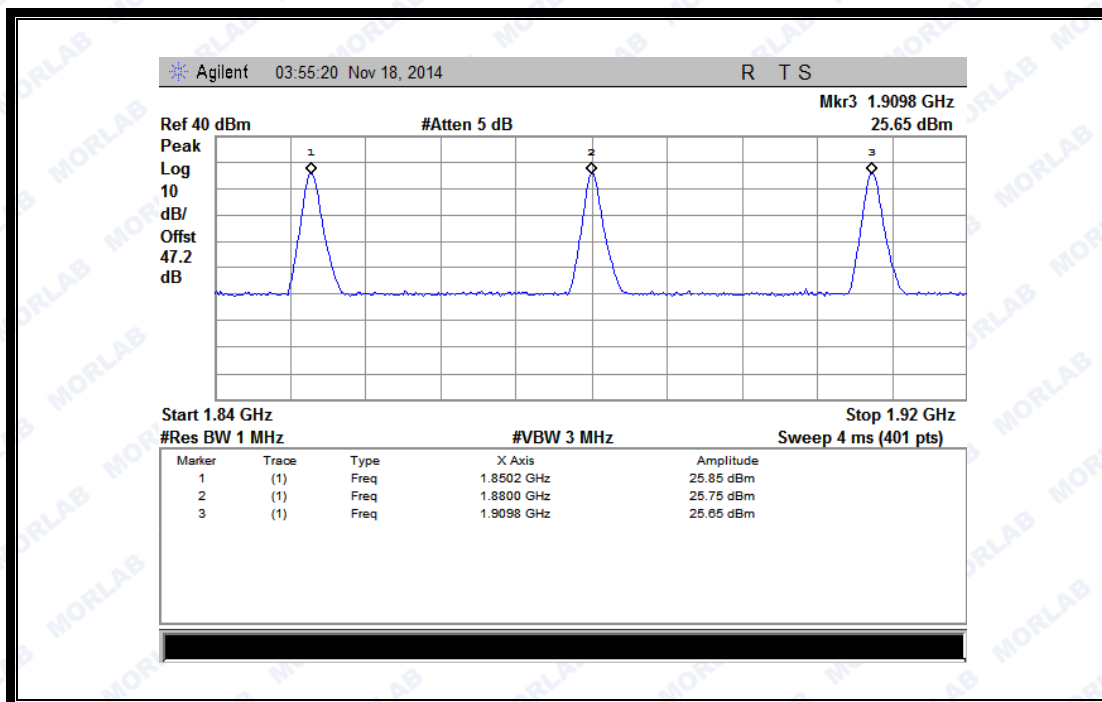 Agilent 03:55:20 Nov 18, 2014 R T S
Mkr3 1.9098 GHz
Ref 40 dBm #Atten 5 dB 25.65 dBm
Peak
Log
10
dB/
Offst
47.2
dB
1 2 3
Start 1.84 GHz Stop 1.92 GHz
#Res BW 1 MHz #VBW 3 MHz Sweep 4 ms (401 pts)
Marker Trace Type X Axis Amplitude
1 (1) Freq 1.8502 GHz 25.85 dBm
2 (1) Freq 1.8800 GHz 25.75 dBm
3 (1) Freq 1.9098 GHz 25.65 dBm
MORLAB